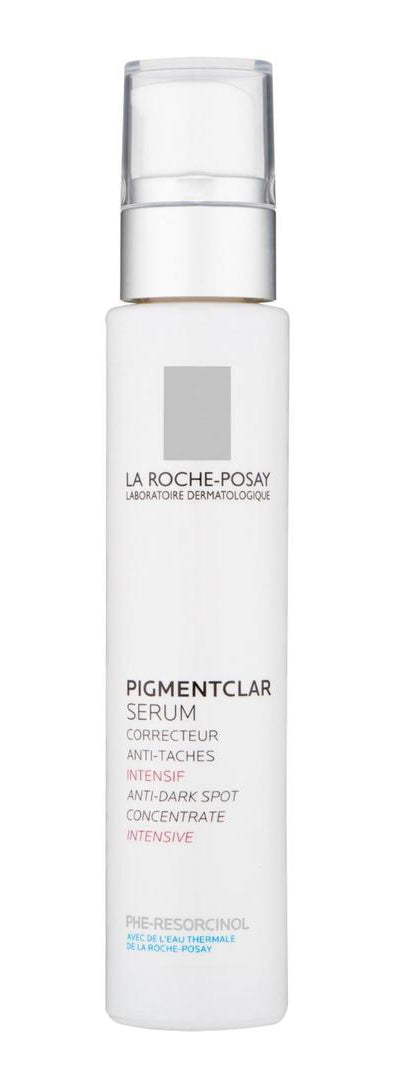 LA ROCHE-POSAY
LABORATOIRE DERMATOLOGIQUE
PIGMENTCLAR
SERUM
CORRECTEUR
ANTI-TACHES
INTENSIF
ANTI-DARK SPOT
CONCENTRATE
INTENSIVE
PHE-RESORCINOL
AVEC DE L'EAU THERMALE
DE LA ROCHE-POSAY